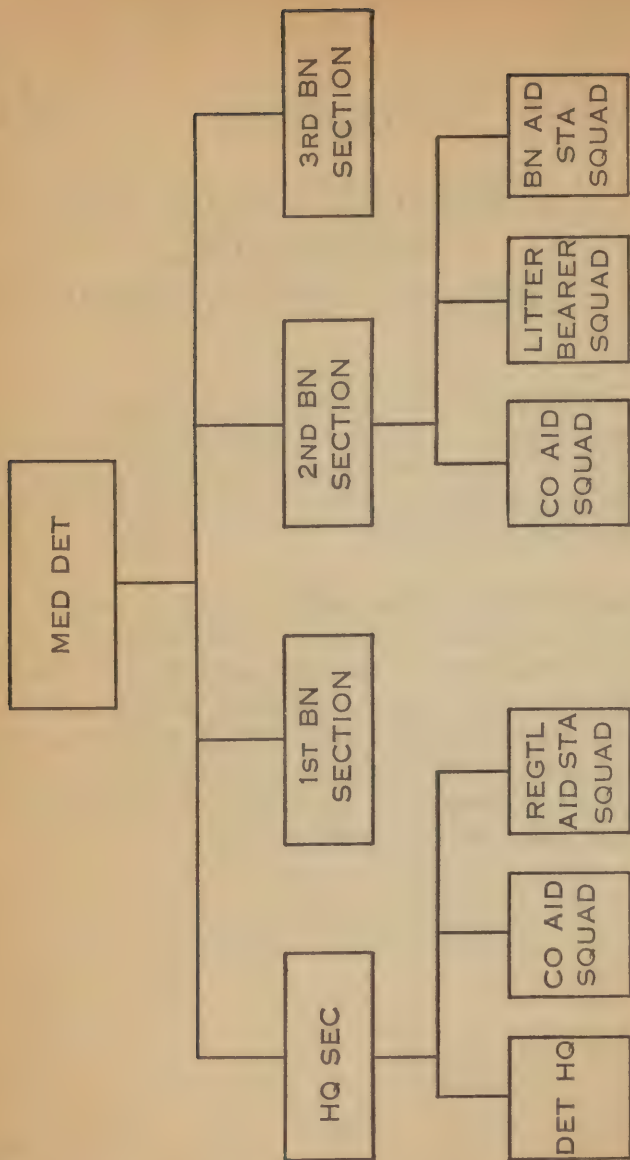 MED DET
HQ SEC
1ST BN
SECTION
2ND BN
SECTION
3RD BN
SECTION
DET HQ
CO AID
SQUAD
REGTL
AID STA
SQUAD
CO AID
SQUAD
LITTER
BEARER
SQUAD
BN AID
STA
SQUAD